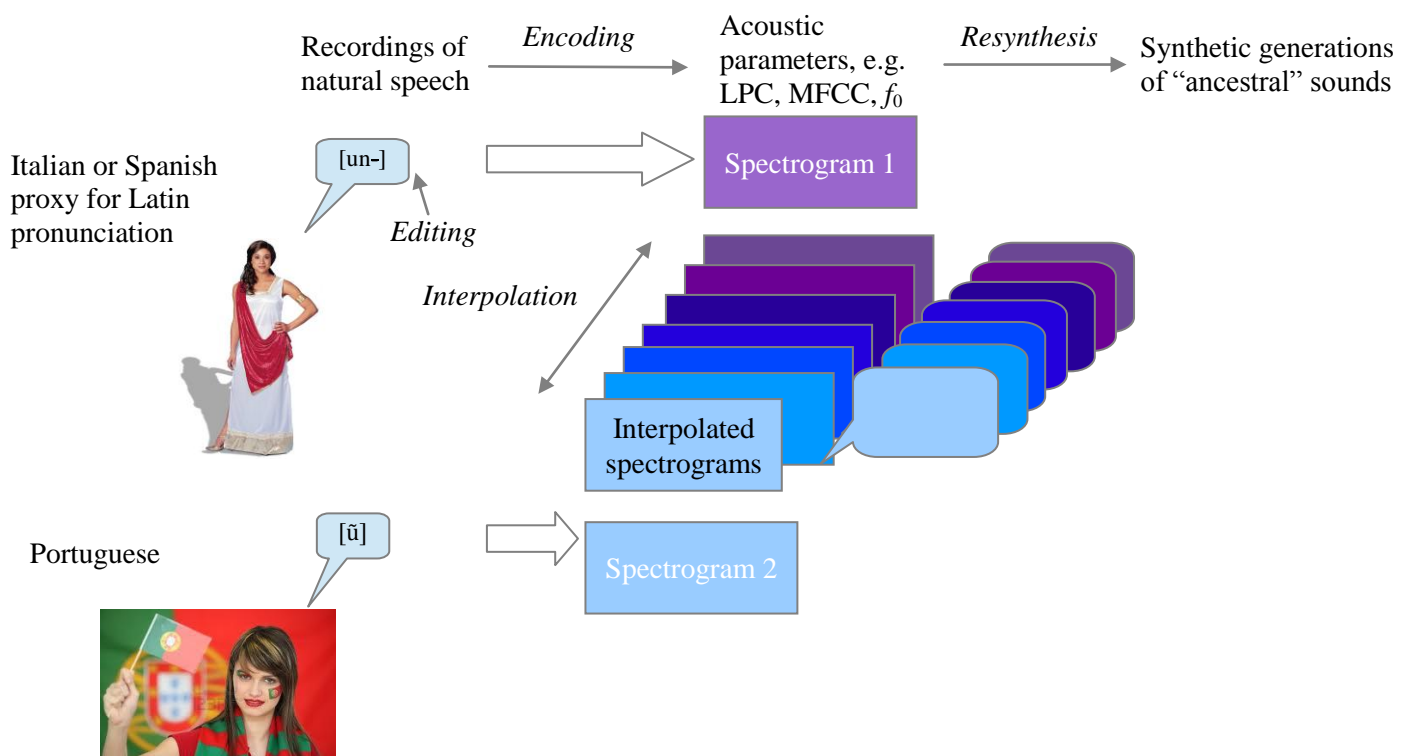 Recordings of
natural speech
Encoding
Acoustic
parameters, e.g.
LPC, MFCC, f0
Resynthesis
Synthetic generations
of “ancestral” sounds
Italian or Spanish
proxy for Latin
pronunciation
[un-]
Editing
Spectrogram 1
Interpolation
Interpolated
spectrograms
Portuguese
[ũ]
Spectrogram 2